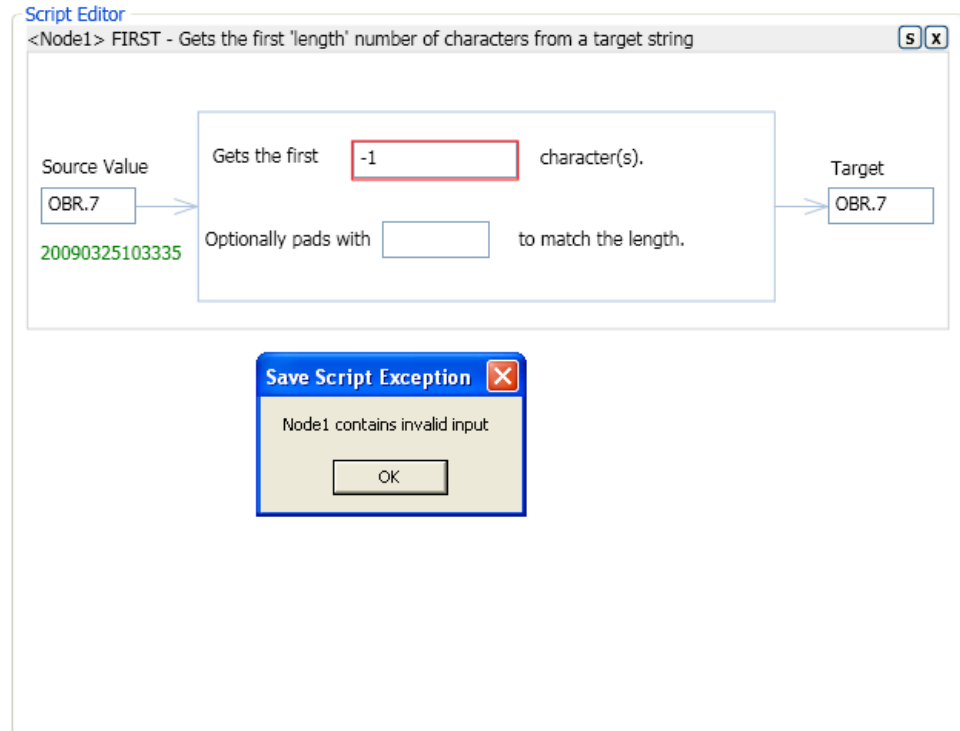 Script Editor
<Node1> FIRST - Gets the first 'length' number of characters from a target string S X
Gets the first -1 character(s).
Source Value
Target
OBR.7
OBR.7
Optionally pads with to match the length.
20090325103335
Save Script Exception
Node1 contains invalid input
OK